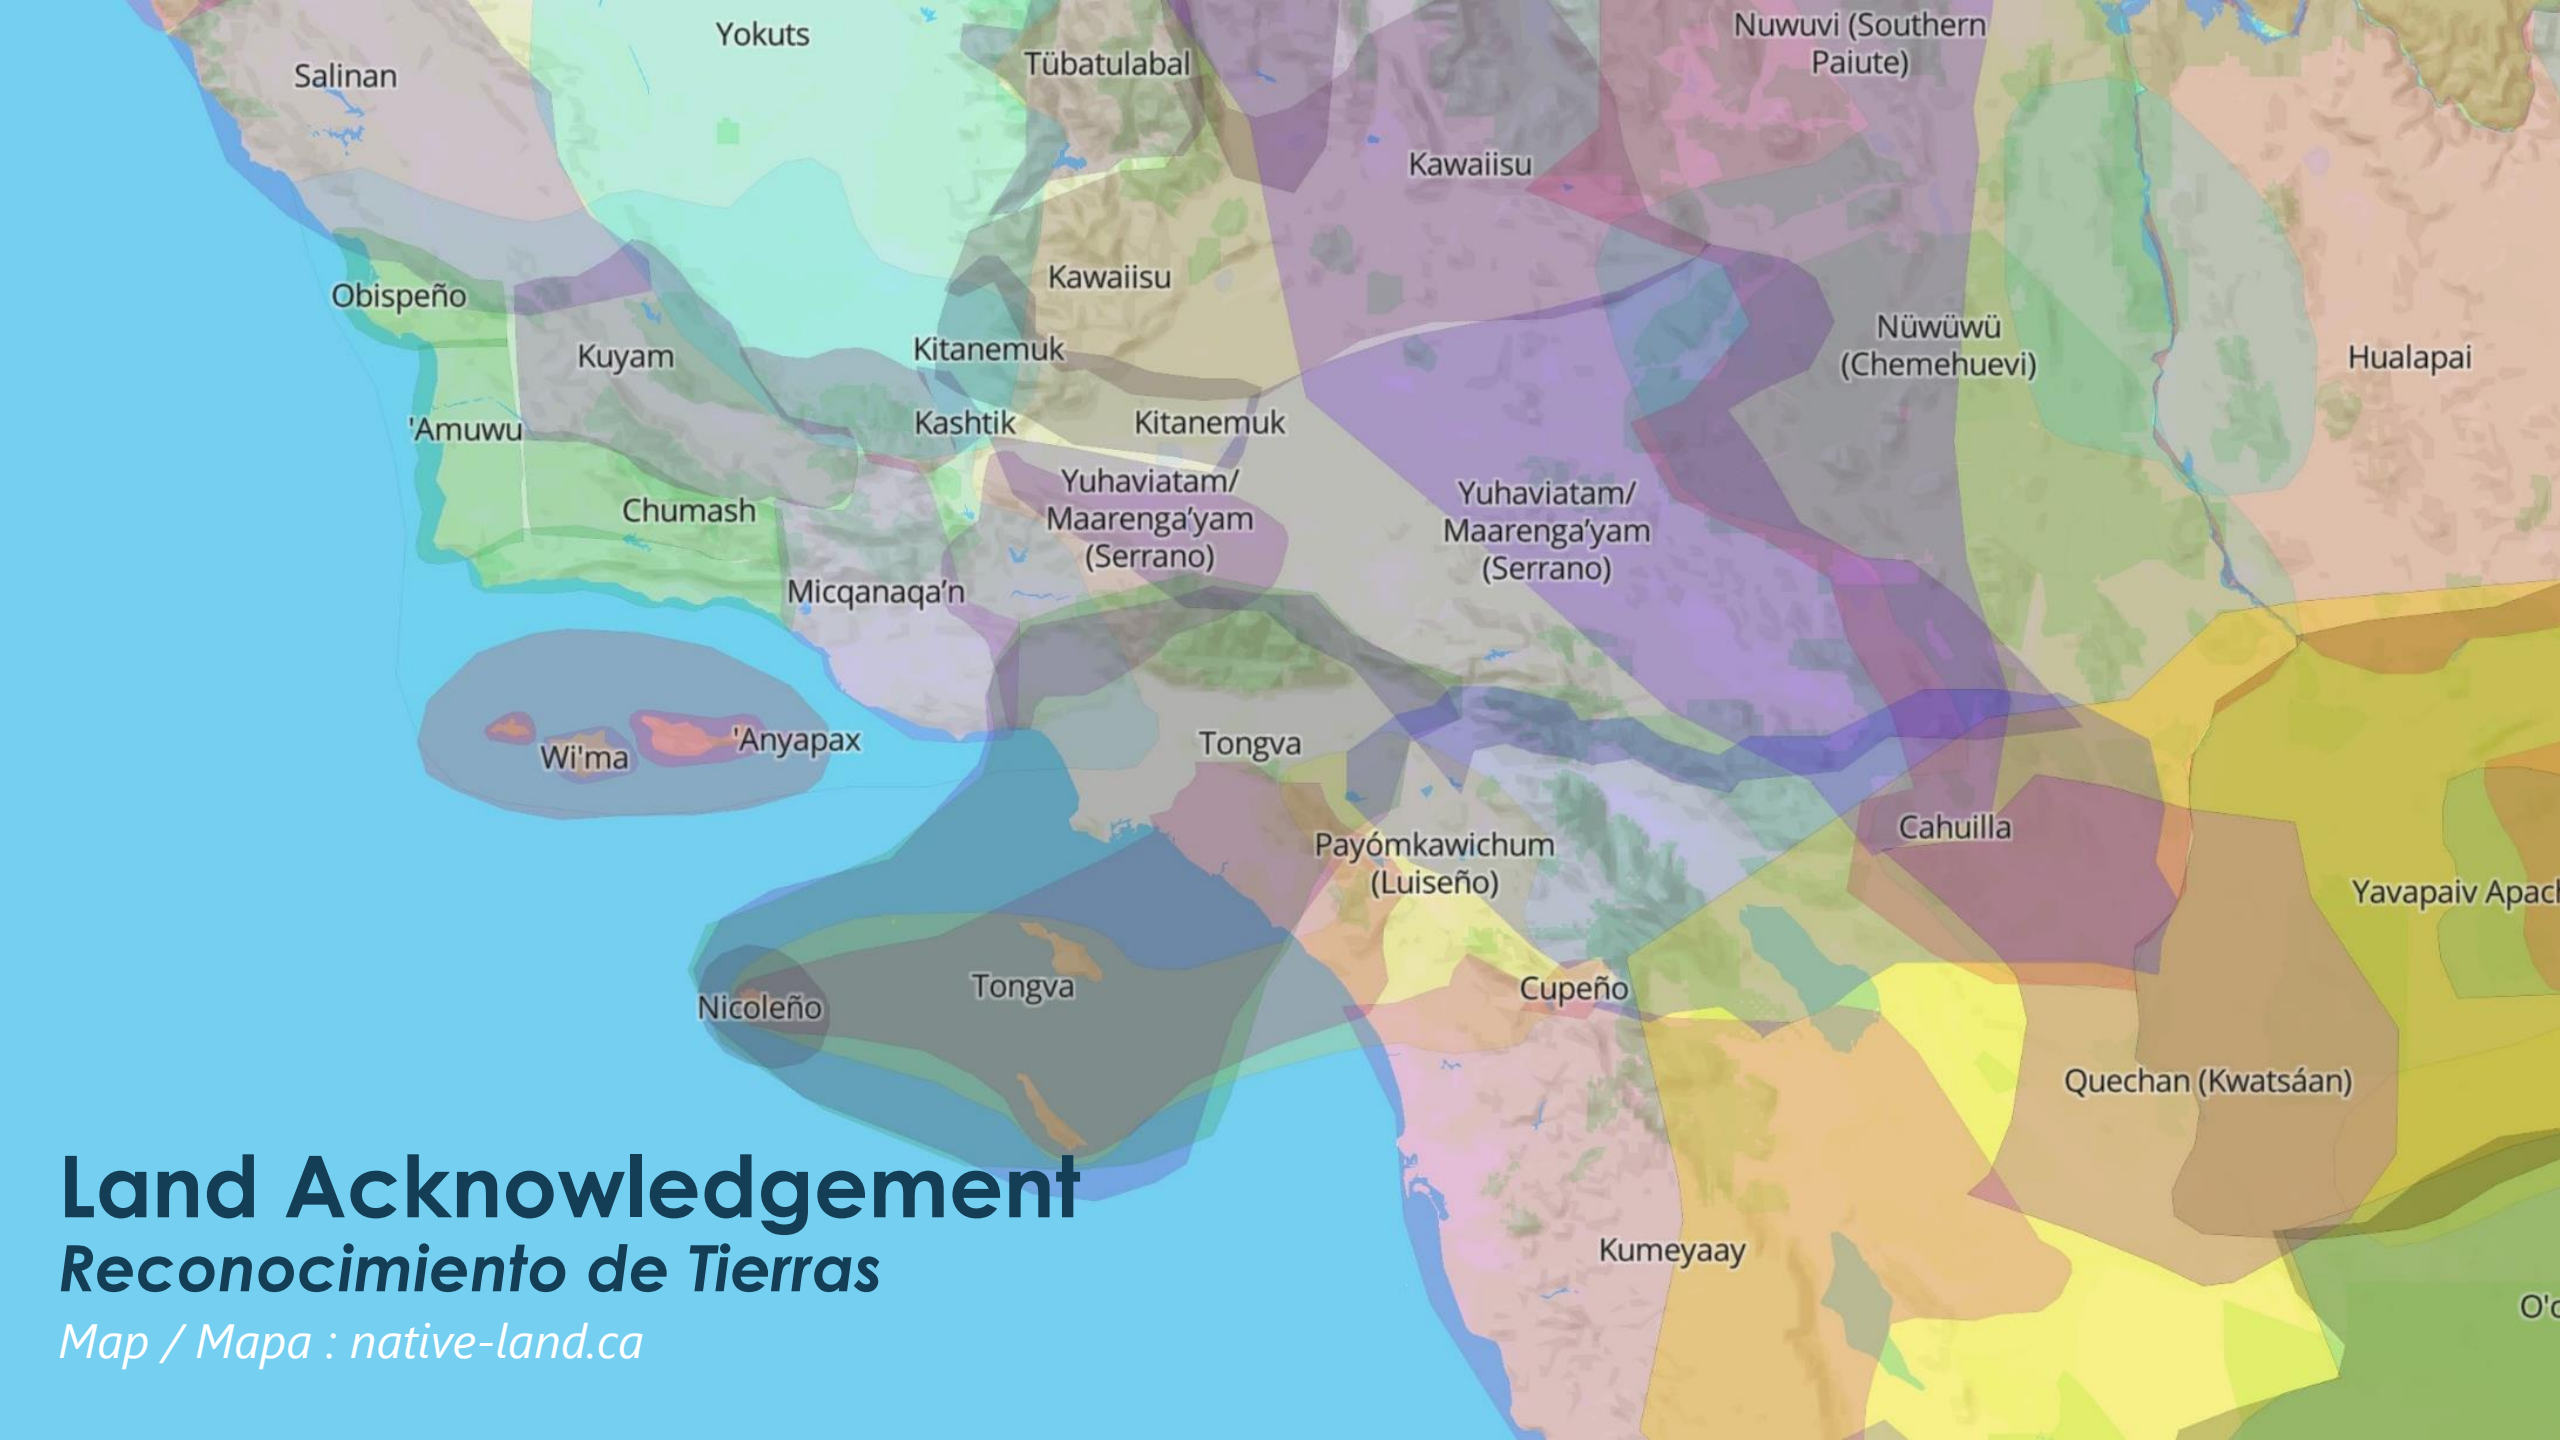 Yokuts
Nuwuvi (Southern
Paiute)
Salinan
Tübatulabal
Kawaiisu
Kawaiisu
Obispeño
Nüwüwü
(Chemehuevi)
Kuyam
Kitanemuk
Hualapai
'Amuwu
Kashtik
Kitanemuk
Yuhaviatam/
Maarenga’yam
(Serrano)
Yuhaviatam/
Maarenga’yam
(Serrano)
Chumash
Micqanaqa’n
Wi'ma
'Anyapax
Tongva
Cahuilla
Payómkawichum
(Luiseño)
Yavapaiv Apach
Nicoleño
Tongva
Cupeño
Quechan (Kwatsáan)
Kumeyaay
O'o
Land Acknowledgement
Reconocimiento de Tierras
Map / Mapa : native-land.ca